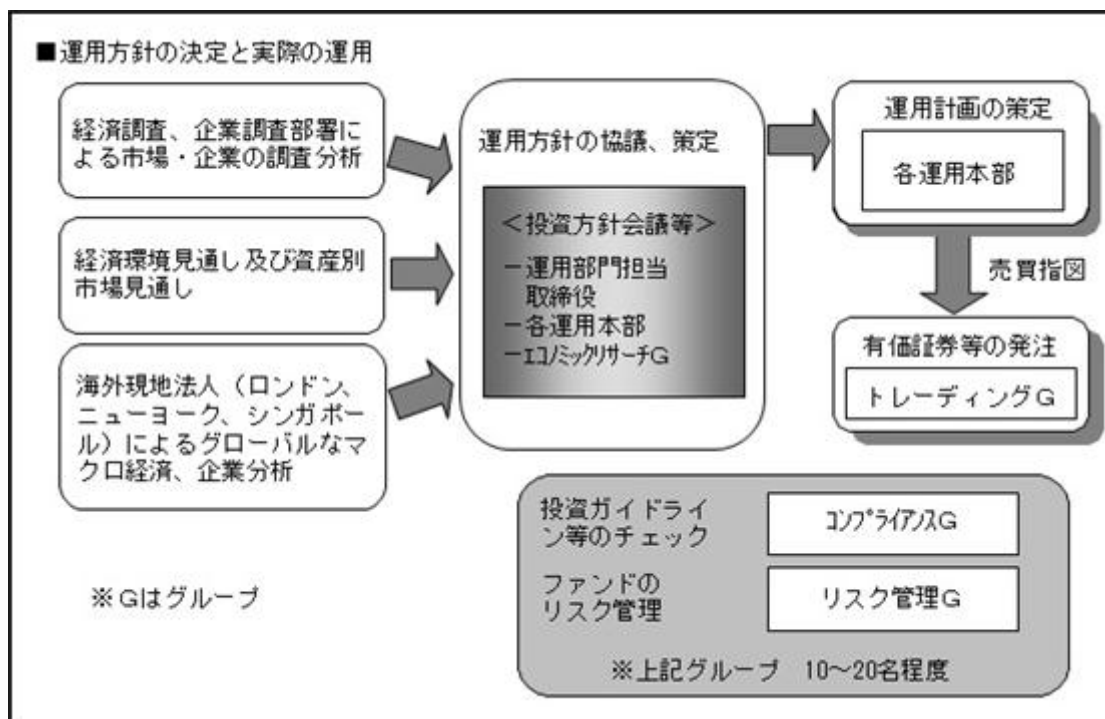 ■運用方針の決定と実際の運用
経済調査、企業調査部署に
よる市場・企業の調査分析
経済環境見通し及び資産別
市場見通し
海外現地法人（ロンドン、
ニューヨーク、シンガポー
ル）によるグローバルなマ
クロ経済、企業分析
※Gはグループ
運用方針の協議、策定
＜投資方針会議等＞
－運用部門担当
取締役
－各運用本部
－ｴｺﾉﾐｯｸﾘｻｰﾁG
運用計画の策定
各運用本部
売買指図
有価証券等の発注
トレーディングG
投資ガイドライ
ン等のチェック
ｺﾝﾌﾟﾗｲｱﾝｽG
ファンドの
リスク管理
リスク管理G
※上記グループ　10～20名程度